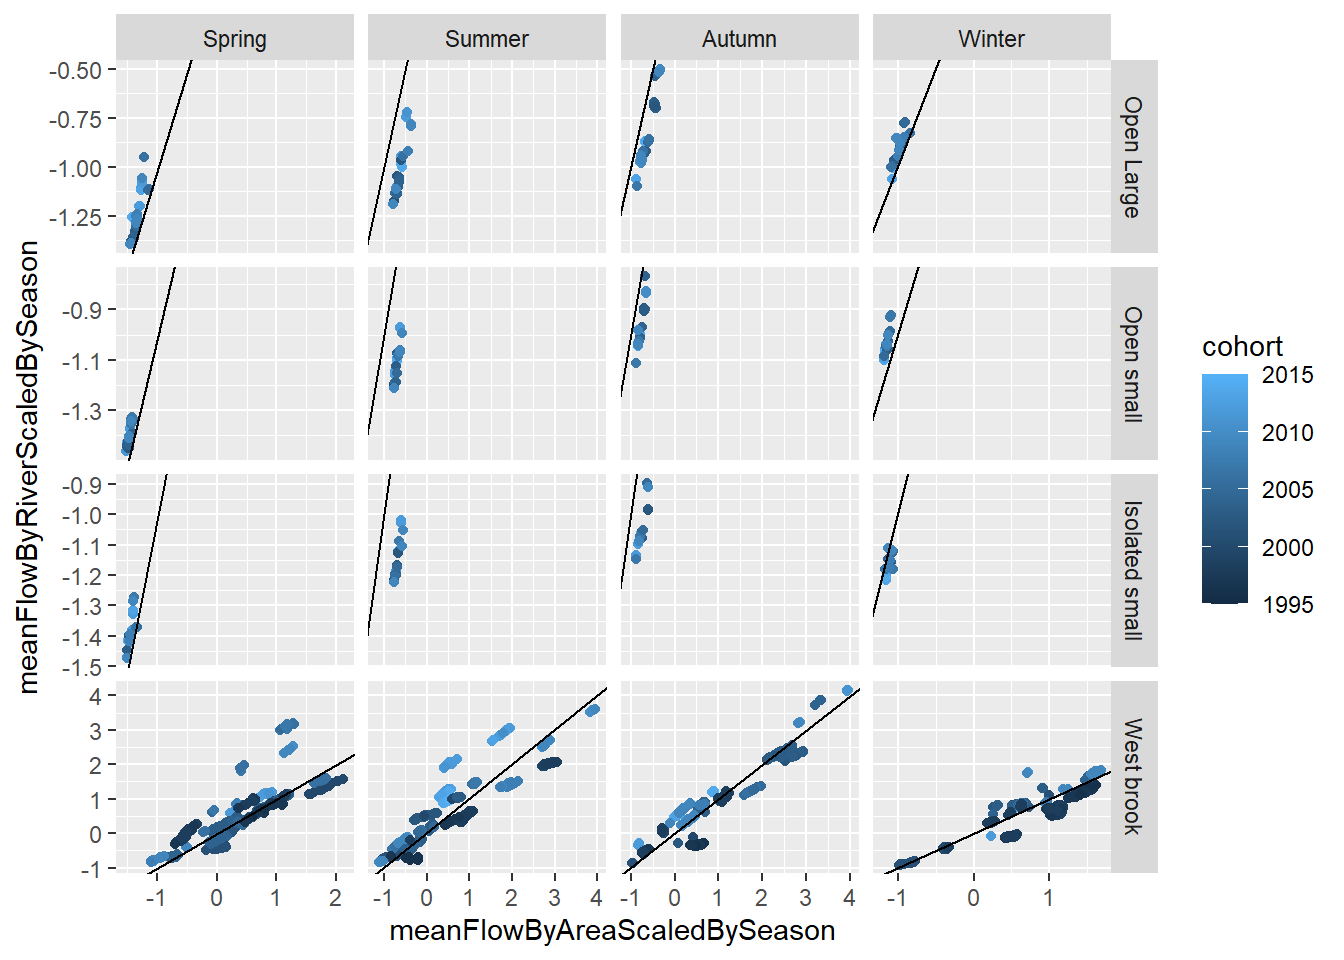 Spring Summer Autumn Winter
-0.50
-0.75
-1.00
-1.25
Open Large
-0.9
-1.1
-1.3
Open small
-0.9
-1.0
-1.1
-1.2
-1.3
-1.4
-1.5
Isolated small
4
3
2
1
0
-1
West brook
-1 0 1 2 -1 0 1 2 3 4 -1 0 1 2 3 4 -1 0 1
meanFlowByAreaScaledBySeason
meanFlowByRiverScaledBySeason
cohort
2015
2010
2005
2000
1995